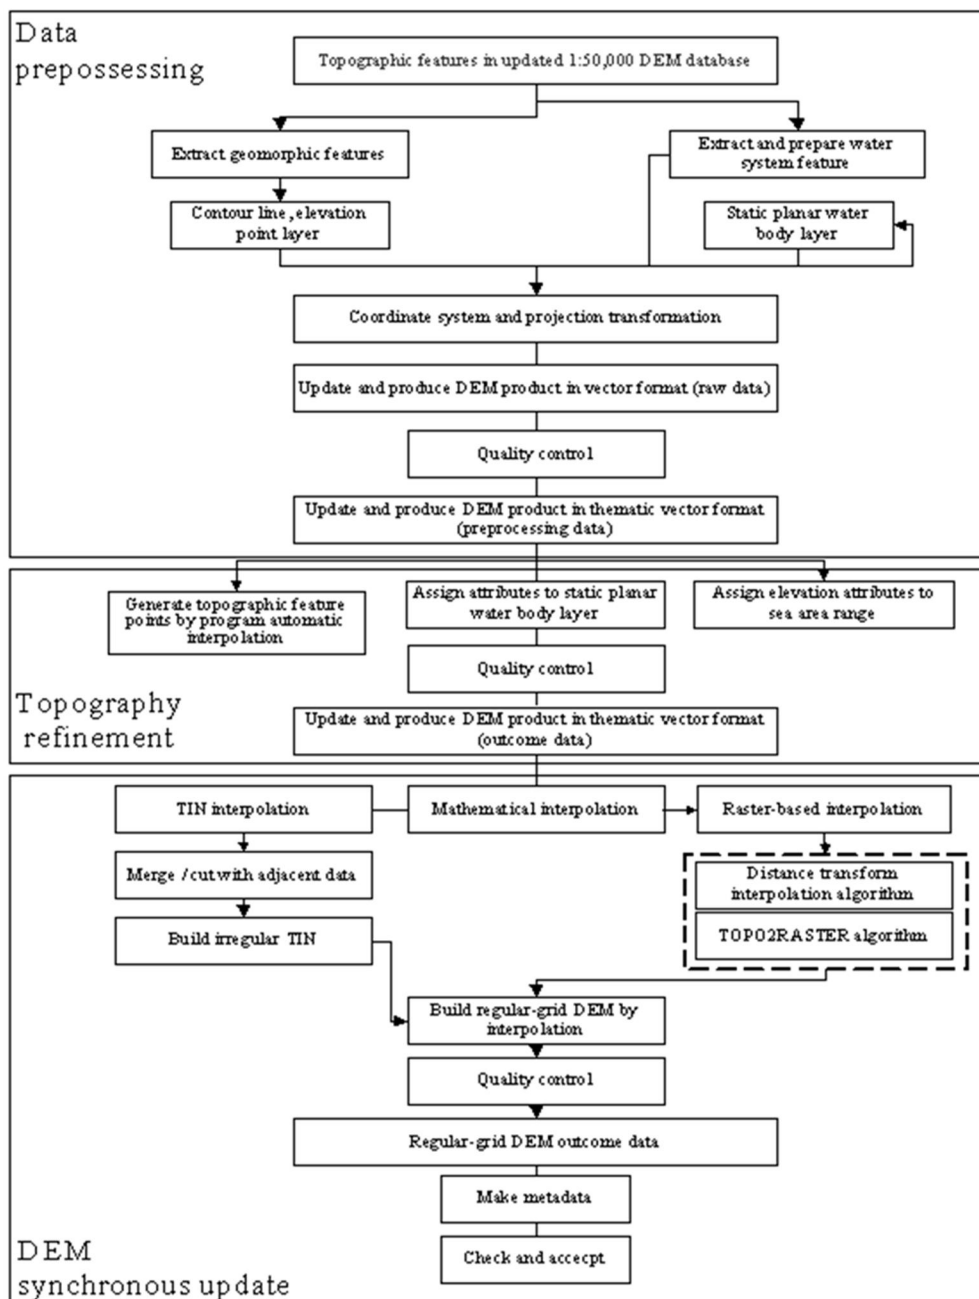 Data
prepossessing
Topographic features in updated 1:50,000 DEM database
Extract geomorphic features
Extract and prepare water
system feature
Contour line, elevation
point layer
Static planar water
body layer
Coordinate system and projection transformation
Update and produce DEM product in vector format (raw data)
Quality control
Update and produce DEM product in thematic vector format
(preprocessing data)
Generate topographic feature
points by program automatic
interpolation
Assign attributes to static planar
water body layer
Assign elevation attributes to
sea area range
Quality control
Topography
refinement
Update and produce DEM product in thematic vector format
(outcome data)
TIN interpolation
Mathematical interpolation
Raster-based interpolation
Merge /cut with adjacent data
Distance transform
interpolation algorithm
Build irregular TIN
TOPO2RASTER algorithm
Build regular-grid DEM by
interpolation
Quality control
Regular-grid DEM outcome data
Make metadata
Check and accecpt
DEM
synchronous update